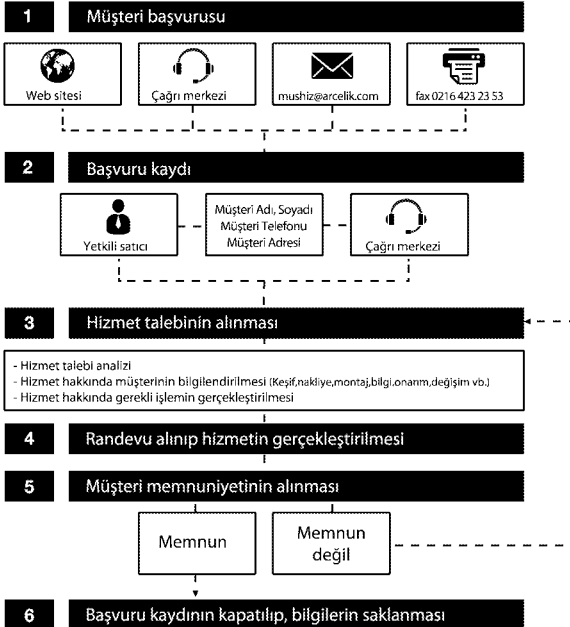 1 Müşteri başvurusu
Web sitesi
Çağrı merkezi
mushiz@arcelik.com
fax 0216 423 23 53
2 Başvuru kaydı
Yetkili satıcı
Müşteri Adı, Soyadı
Müşteri Telefonu
Müşteri Adresi
Çağrı merkezi
3 Hizmet talebinin alınması
- Hizmet talebi analizi
- Hizmet hakkında müşterinin bilgilendirilmesi (Keşif,nakliye,montaj,bilgi.onarım,değişim vb.)
- Hizmet hakkında gerekli işlemin gerçekleştirilmesi
4 Randevu alınıp hizmetin gerçekleştirilmesi
5 Müşteri memnuniyetinin alınması
Memnun
Memnun
değil
6 Başvuru kaydının kapatılıp, bilgilerin saklanması